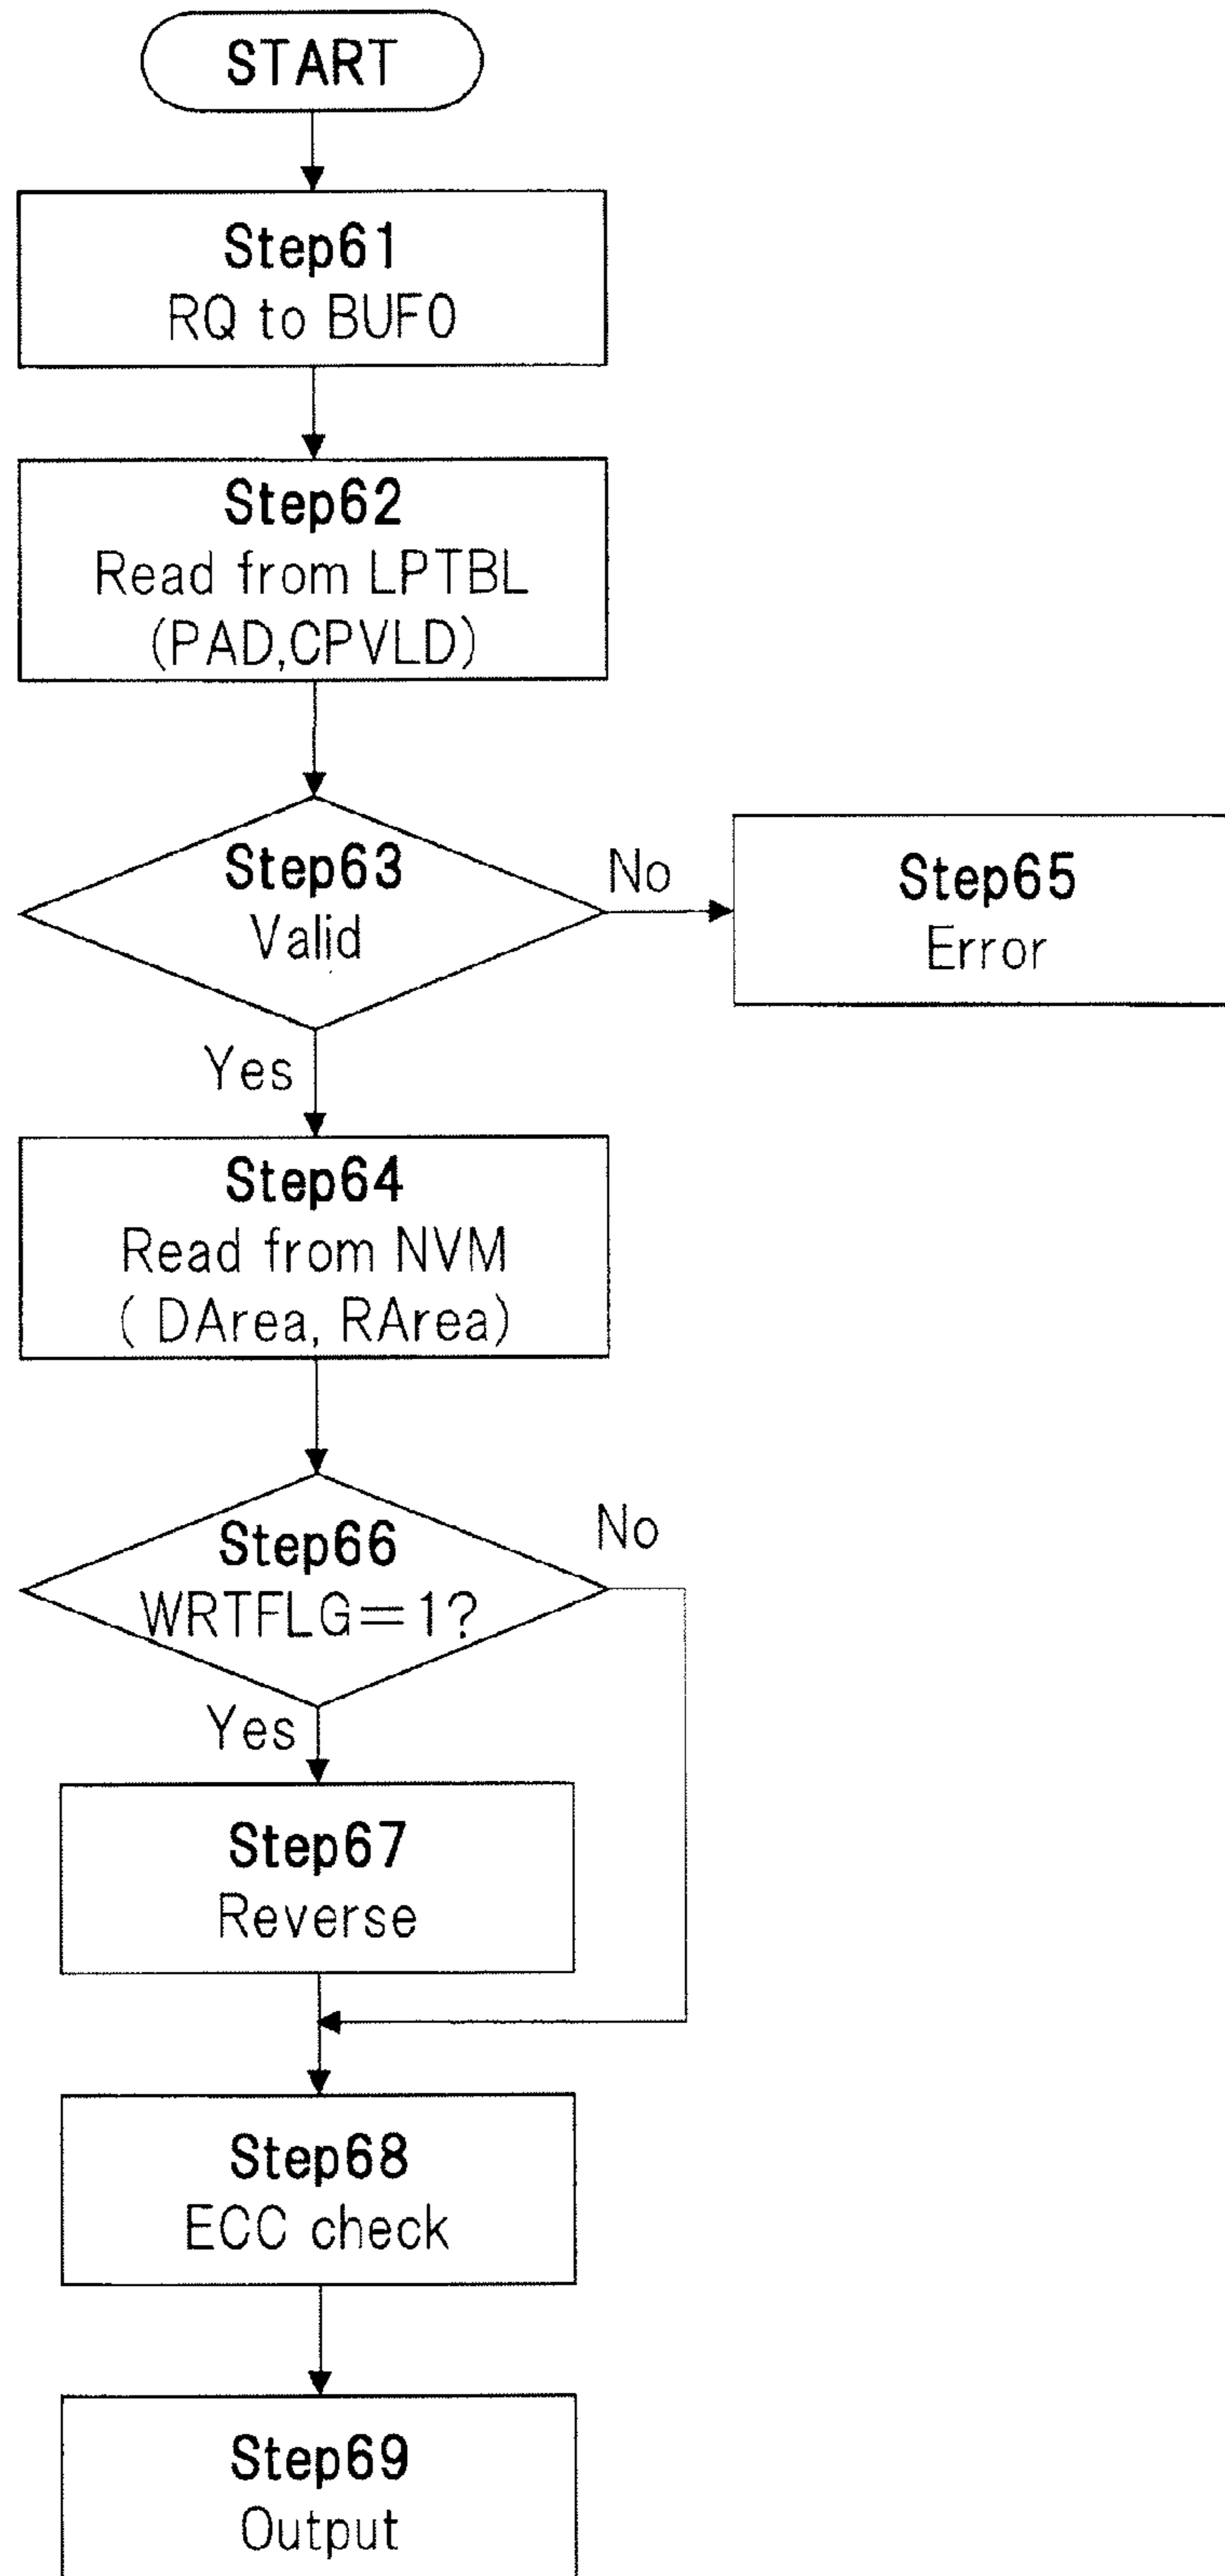 START
Step61
RQ to BUF0
Step62
Read from LPTBL
(PAD,CPVLD)
Step63
Valid
No
Step65
Error
Yes
Step64
Read from NVM
( DArea, RArea)
Step66
WRTFLG=1?
No
Yes
Step67
Reverse
Step68
ECC check
Step69
Output